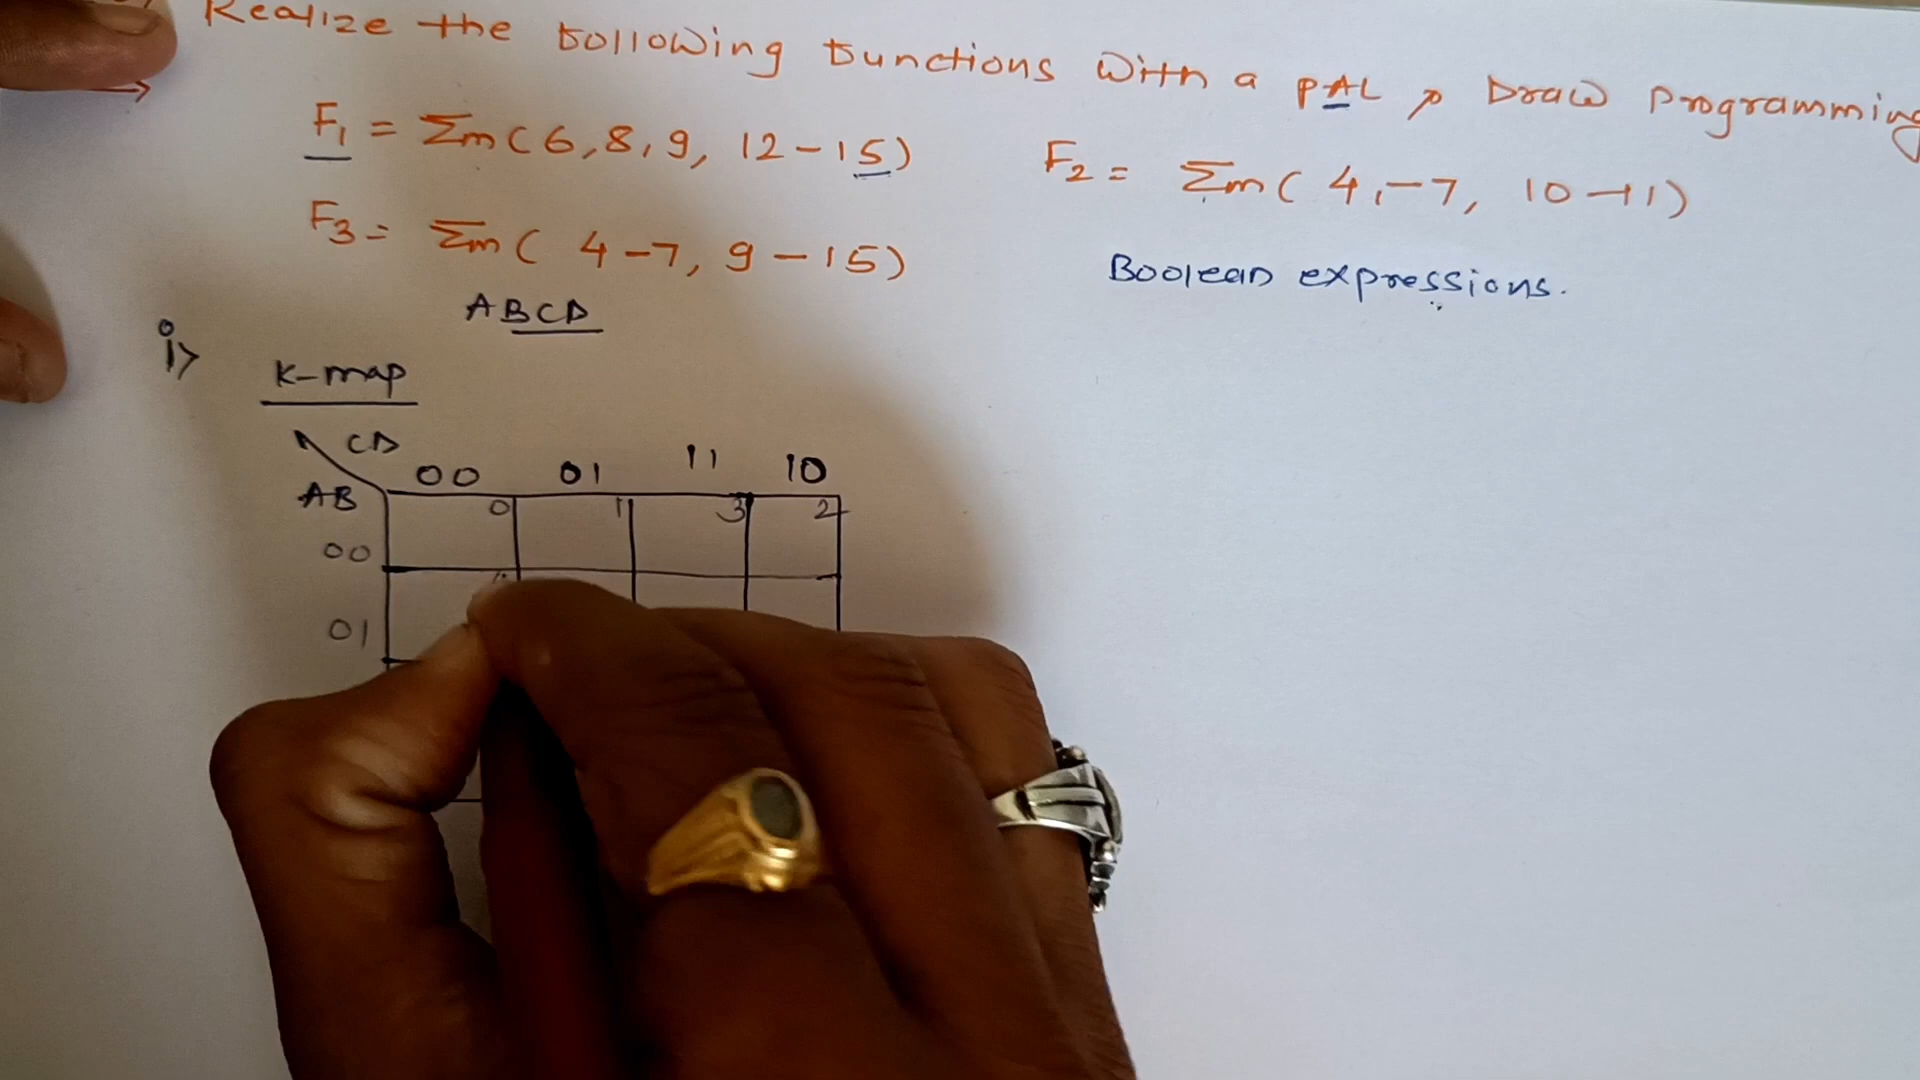 Realize the following functions with a PAL, Draw Programming
F1 = Σm(6,8,9, 12-15) F2 = Σm( 4,-7, 10-11)
F3 = Σm( 4-7, 9-15)
Boolean expressions.
ABCD
i>
K-map
CD
00 01 11 10
AB
0 1 3 2
00
01